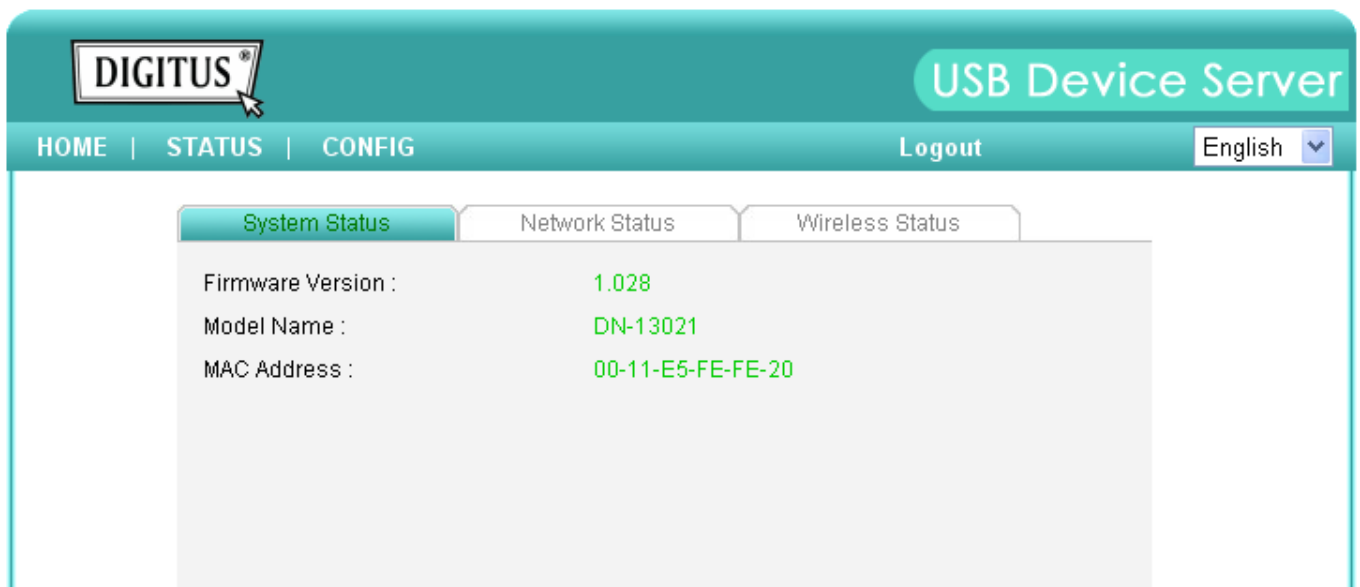 DIGITUS®
USB Device Server
HOME | STATUS | CONFIG Logout English
System Status Network Status Wireless Status
Firmware Version : 1.028
Model Name : DN-13021
MAC Address : 00-11-E5-FE-FE-20